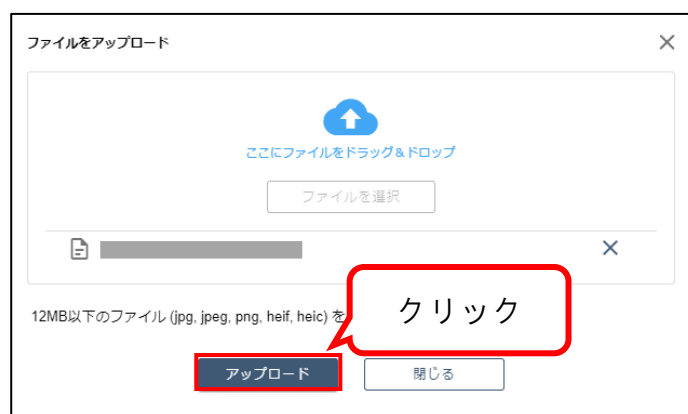 ファイルをアップロード
ここにファイルをドラッグ&ドロップ
ファイルを選択
12MB以下のファイル (jpg, jpeg, png, heif, heic) を
クリック
アップロード
閉じる